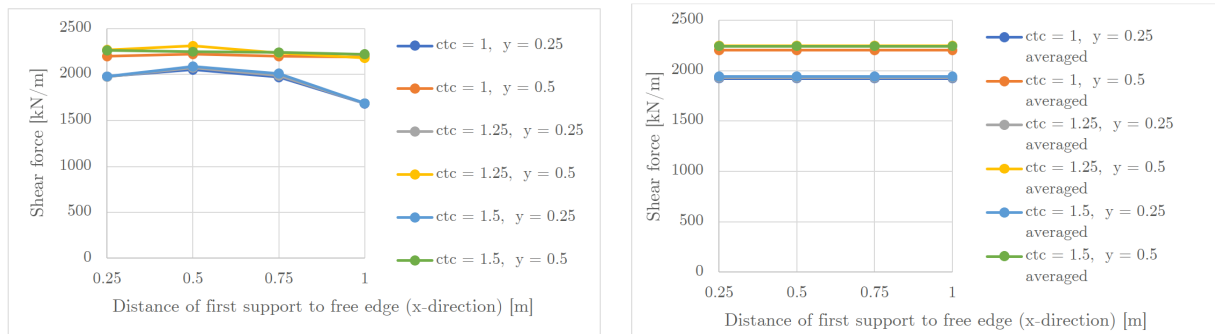 2500
2000
1500
1000
500
0
0.25 0.5 0.75 1
Shear force [kN/m]
Distance of first support to free edge (x-direction) [m]
ctc = 1, y = 0.25
ctc = 1, y = 0.5
ctc = 1.25, y = 0.25
ctc = 1.25, y = 0.5
ctc = 1.5, y = 0.25
ctc = 1.5, y = 0.5
2500
2000
1500
1000
500
0
0.25 0.5 0.75 1
Shear force [kN/m]
Distance of first support to free edge (x-direction) [m]
ctc = 1, y = 0.25
averaged
ctc = 1, y = 0.5
averaged
ctc = 1.25, y = 0.25
averaged
ctc = 1.25, y = 0.5
averaged
ctc = 1.5, y = 0.25
averaged
ctc = 1.5, y = 0.5
averaged